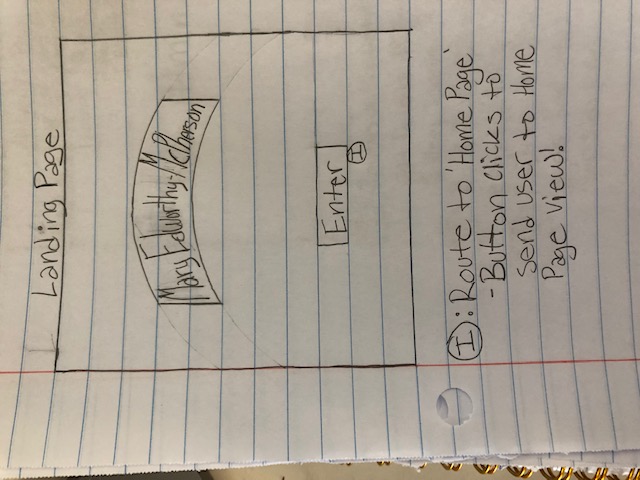 Landing Page
Mary Edworthy-McPherson
Enter
I
I: Route to 'Home Page'
- Button clicks to
send user to Home
Page view!